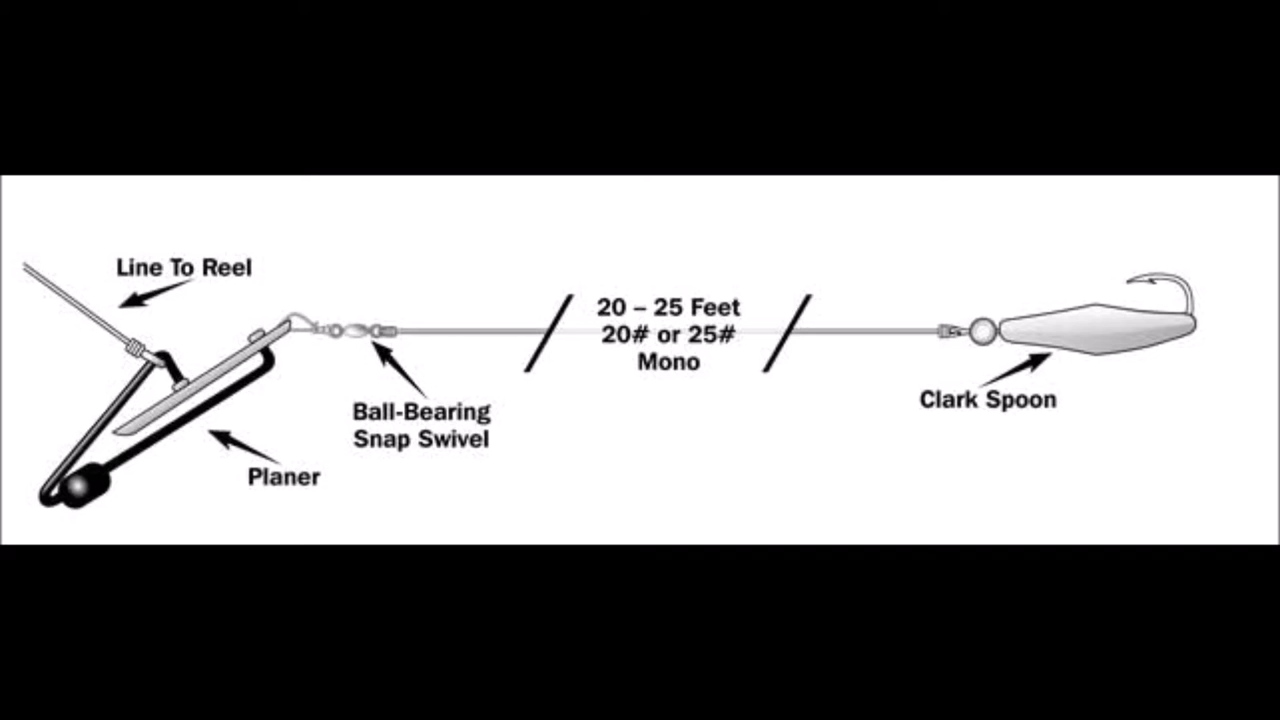 Line To Reel
20 – 25 Feet
20# or 25#
Mono
Ball-Bearing
Snap Swivel
Clark Spoon
Planer